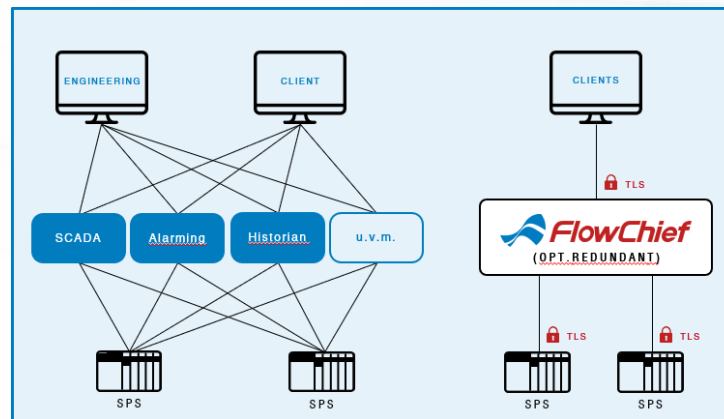 ENGINEERING
CLIENT
CLIENTS
TLS
SCADA
Alarming
Historian
u.v.m.
FlowChief
(OPT.REDUNDANT)
TLS
TLS
SPS
SPS
SPS
SPS